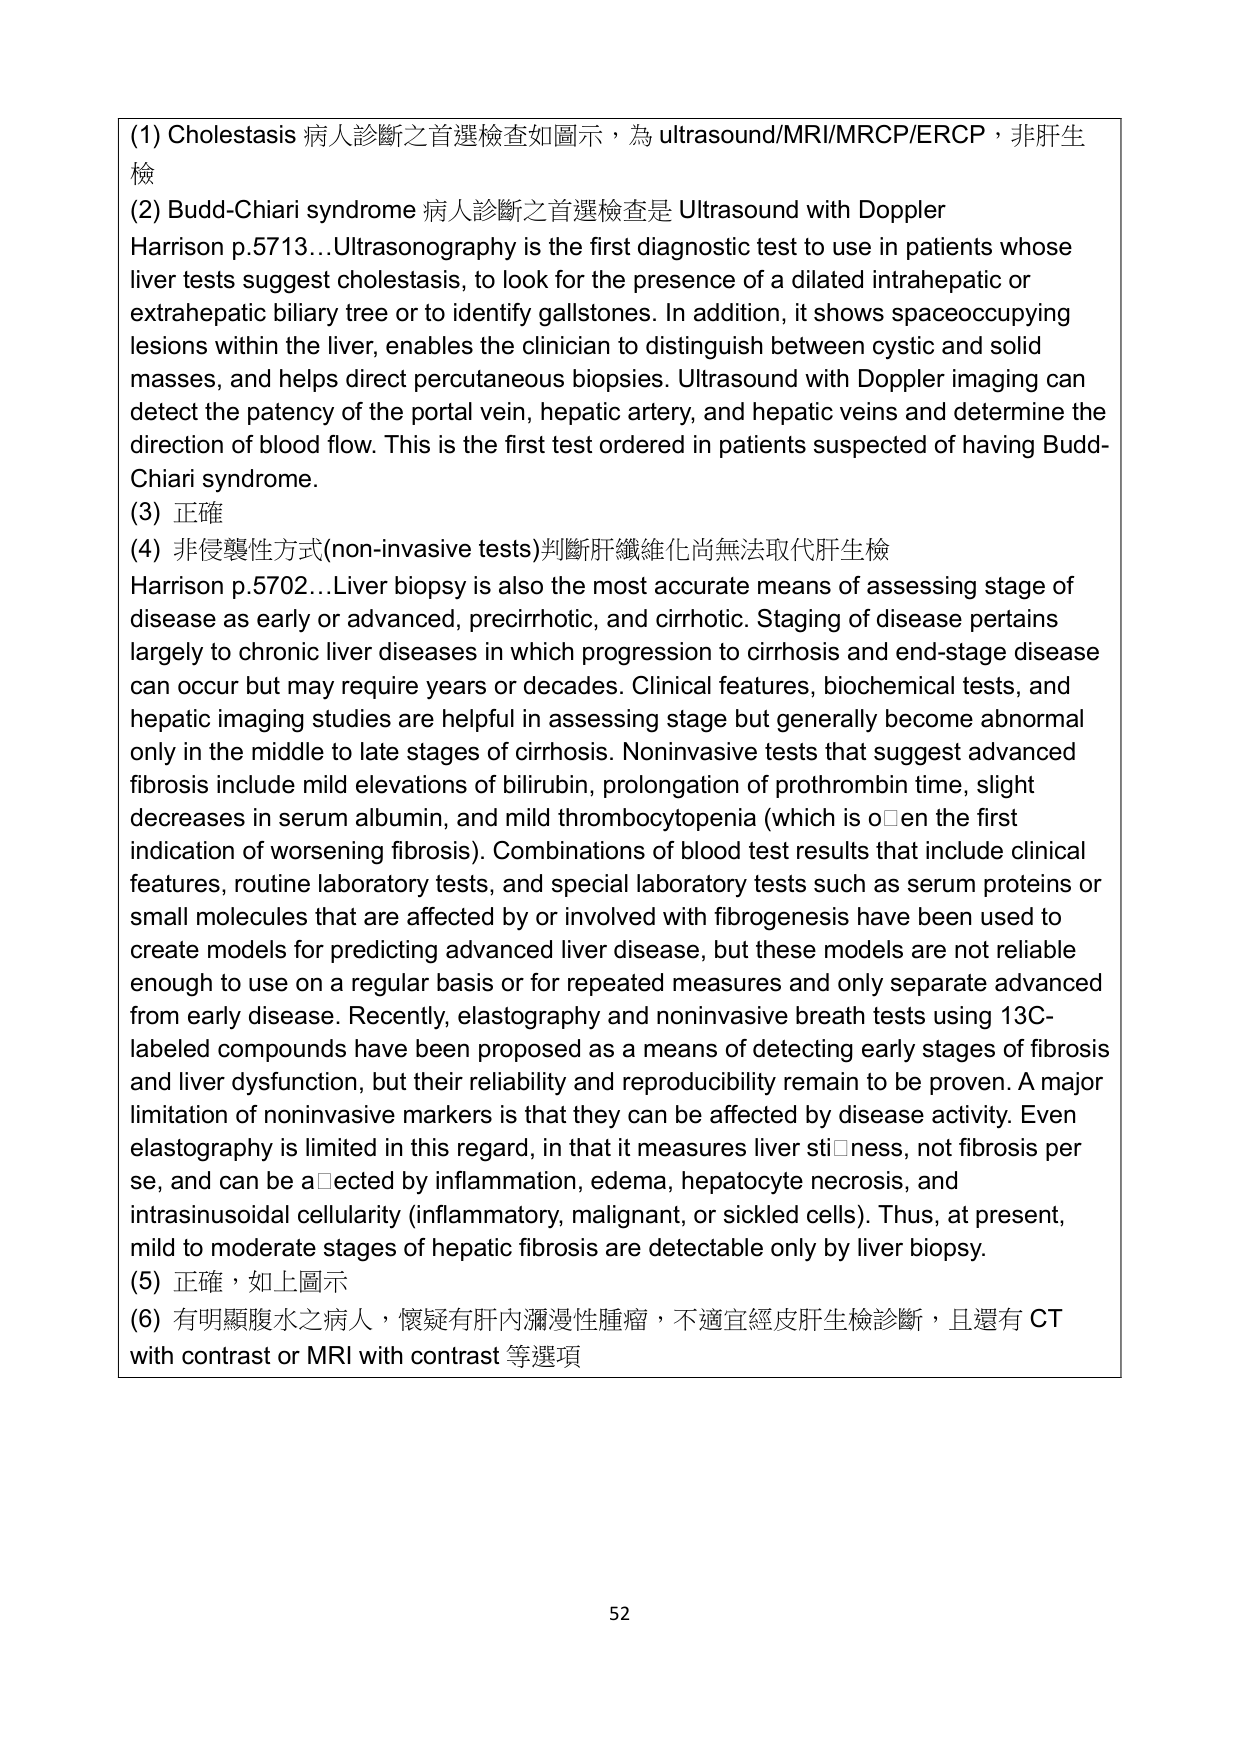 (1) Cholestasis 病人診斷之首選檢查如圖示，為 ultrasound/MRI/MRCP/ERCP，非肝生
檢
(2) Budd-Chiari syndrome 病人診斷之首選檢查是 Ultrasound with Doppler
Harrison p.5713…Ultrasonography is the first diagnostic test to use in patients whose
liver tests suggest cholestasis, to look for the presence of a dilated intrahepatic or
extrahepatic biliary tree or to identify gallstones. In addition, it shows spaceoccupying
lesions within the liver, enables the clinician to distinguish between cystic and solid
masses, and helps direct percutaneous biopsies. Ultrasound with Doppler imaging can
detect the patency of the portal vein, hepatic artery, and hepatic veins and determine the
direction of blood flow. This is the first test ordered in patients suspected of having Budd-
Chiari syndrome.
(3) 正確
(4) 非侵襲性方式(non-invasive tests)判斷肝纖維化尚無法取代肝生檢
Harrison p.5702…Liver biopsy is also the most accurate means of assessing stage of
disease as early or advanced, precirrhotic, and cirrhotic. Staging of disease pertains
largely to chronic liver diseases in which progression to cirrhosis and end-stage disease
can occur but may require years or decades. Clinical features, biochemical tests, and
hepatic imaging studies are helpful in assessing stage but generally become abnormal
only in the middle to late stages of cirrhosis. Noninvasive tests that suggest advanced
fibrosis include mild elevations of bilirubin, prolongation of prothrombin time, slight
decreases in serum albumin, and mild thrombocytopenia (which is o□en the first
indication of worsening fibrosis). Combinations of blood test results that include clinical
features, routine laboratory tests, and special laboratory tests such as serum proteins or
small molecules that are affected by or involved with fibrogenesis have been used to
create models for predicting advanced liver disease, but these models are not reliable
enough to use on a regular basis or for repeated measures and only separate advanced
from early disease. Recently, elastography and noninvasive breath tests using 13C-
labeled compounds have been proposed as a means of detecting early stages of fibrosis
and liver dysfunction, but their reliability and reproducibility remain to be proven. A major
limitation of noninvasive markers is that they can be affected by disease activity. Even
elastography is limited in this regard, in that it measures liver sti□ness, not fibrosis per
se, and can be a□ected by inflammation, edema, hepatocyte necrosis, and
intrasinusoidal cellularity (inflammatory, malignant, or sickled cells). Thus, at present,
mild to moderate stages of hepatic fibrosis are detectable only by liver biopsy.
(5) 正確，如上圖示
(6) 有明顯腹水之病人，懷疑有肝內瀰漫性腫瘤，不適宜經皮肝生檢診斷，且還有 CT
with contrast or MRI with contrast 等選項
52